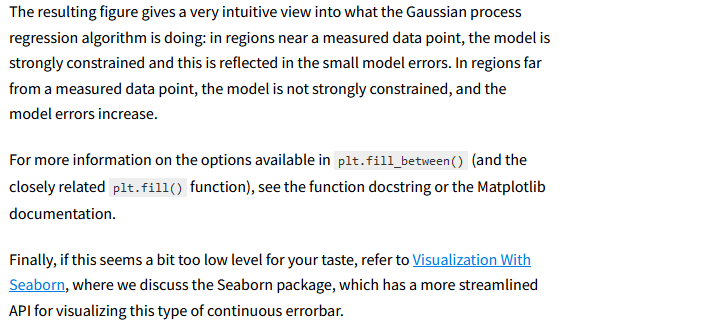 The resulting figure gives a very intuitive view into what the Gaussian process
regression algorithm is doing: in regions near a measured data point, the model is
strongly constrained and this is reflected in the small model errors. In regions far
from a measured data point, the model is not strongly constrained, and the
model errors increase.
For more information on the options available in plt.fill_between() (and the
closely related plt.fill() function), see the function docstring or the Matplotlib
documentation.
Finally, if this seems a bit too low level for your taste, refer to Visualization With
Seaborn, where we discuss the Seaborn package, which has a more streamlined
API for visualizing this type of continuous errorbar.